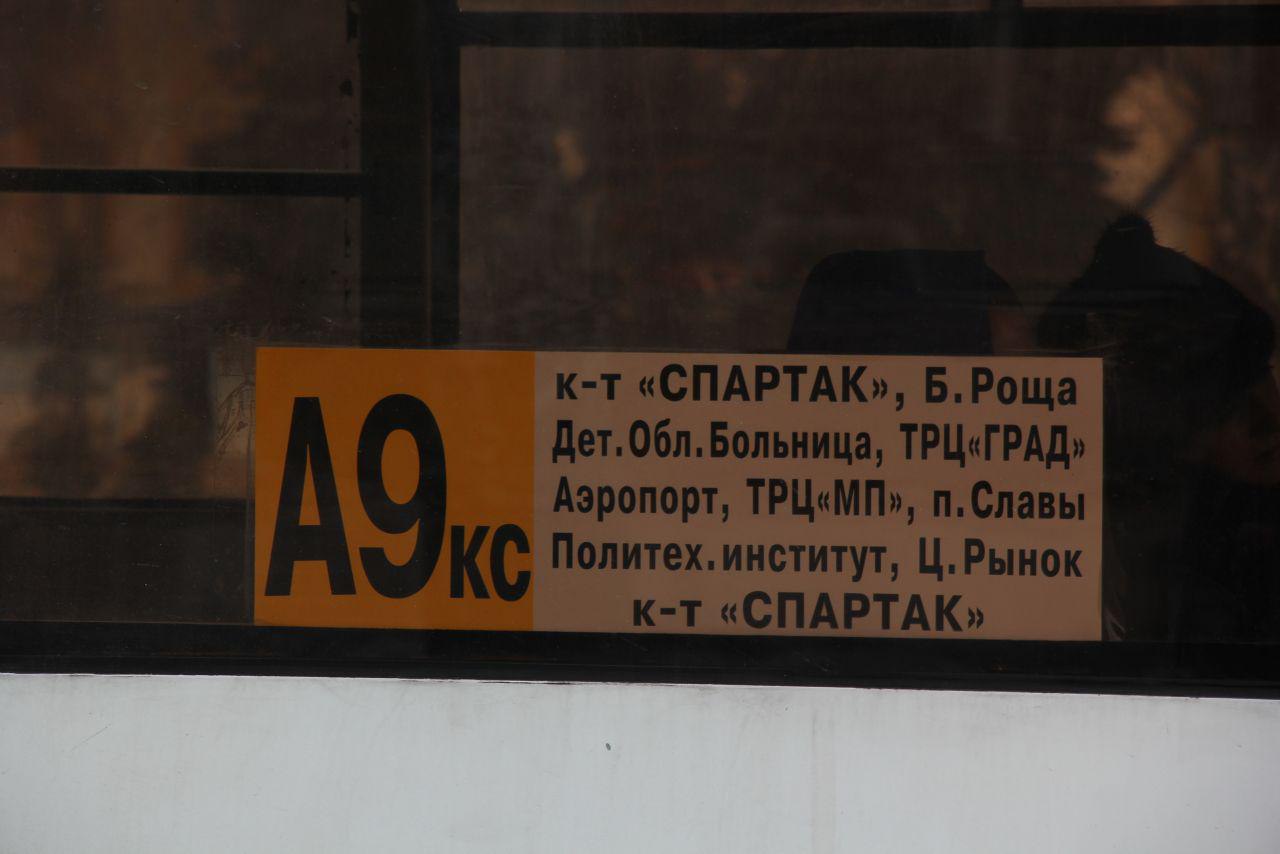 А9кс
к-т «СПАРТАК», Б.Роща
Дет.Обл.Больница, ТРЦ«ГРАД»
Аэропорт, ТРЦ«МП», п.Славы
Политех.институт, Ц.Рынок
к-т «СПАРТАК»